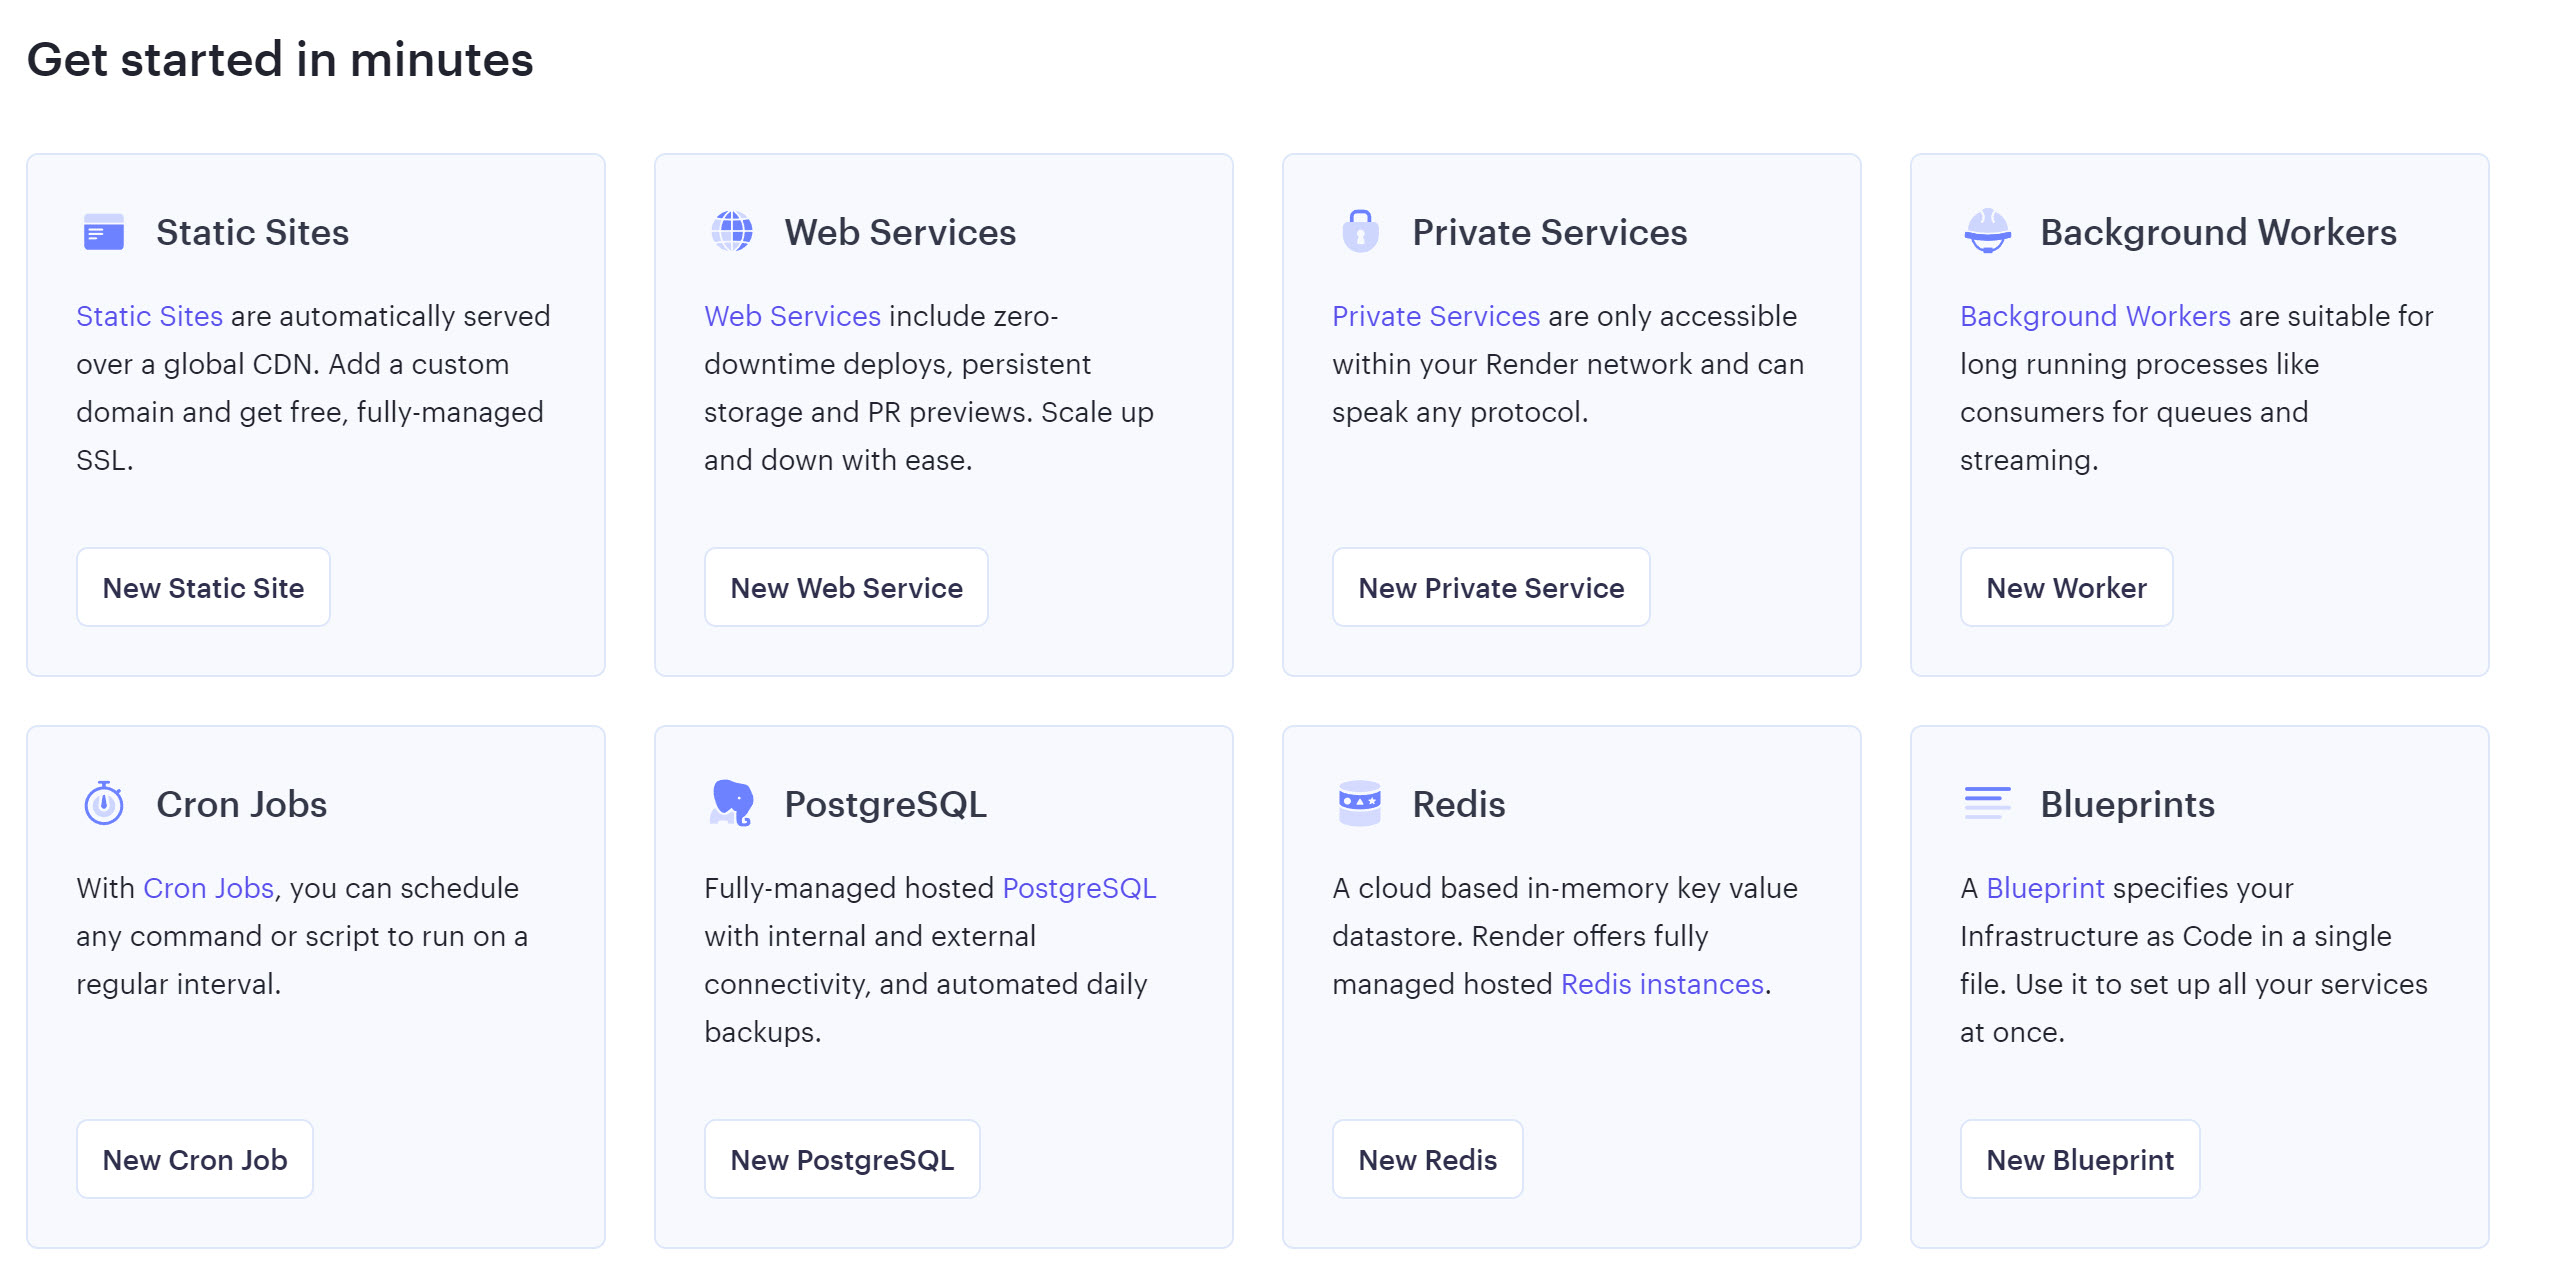 Get started in minutes
Static Sites
Static Sites are automatically served
over a global CDN. Add a custom
domain and get free, fully-managed
SSL.
New Static Site
Web Services
Web Services include zero-
downtime deploys, persistent
storage and PR previews. Scale up
and down with ease.
New Web Service
Private Services
Private Services are only accessible
within your Render network and can
speak any protocol.
New Private Service
Background Workers
Background Workers are suitable for
long running processes like
consumers for queues and
streaming.
New Worker
Cron Jobs
With Cron Jobs, you can schedule
any command or script to run on a
regular interval.
New Cron Job
PostgreSQL
Fully-managed hosted PostgreSQL
with internal and external
connectivity, and automated daily
backups.
New PostgreSQL
Redis
A cloud based in-memory key value
datastore. Render offers fully
managed hosted Redis instances.
New Redis
Blueprints
A Blueprint specifies your
Infrastructure as Code in a single
file. Use it to set up all your services
at once.
New Blueprint